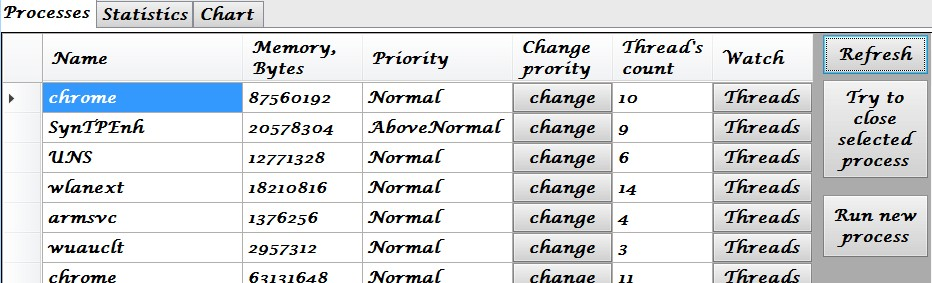 Processes Statistics Chart
Name Memory, Bytes Priority Change prority Thread's count Watch
chrome 87560192 Normal change 10 Threads
SynTPEnh 20578304 AboveNormal change 9 Threads
UNS 12771328 Normal change 6 Threads
wlanext 18210816 Normal change 14 Threads
armsvc 1376256 Normal change 4 Threads
wuauclt 2957312 Normal change 3 Threads
chrome 63131648 Normal change 11 Threads
Refresh
Try to
close
selected
process
Run new
process